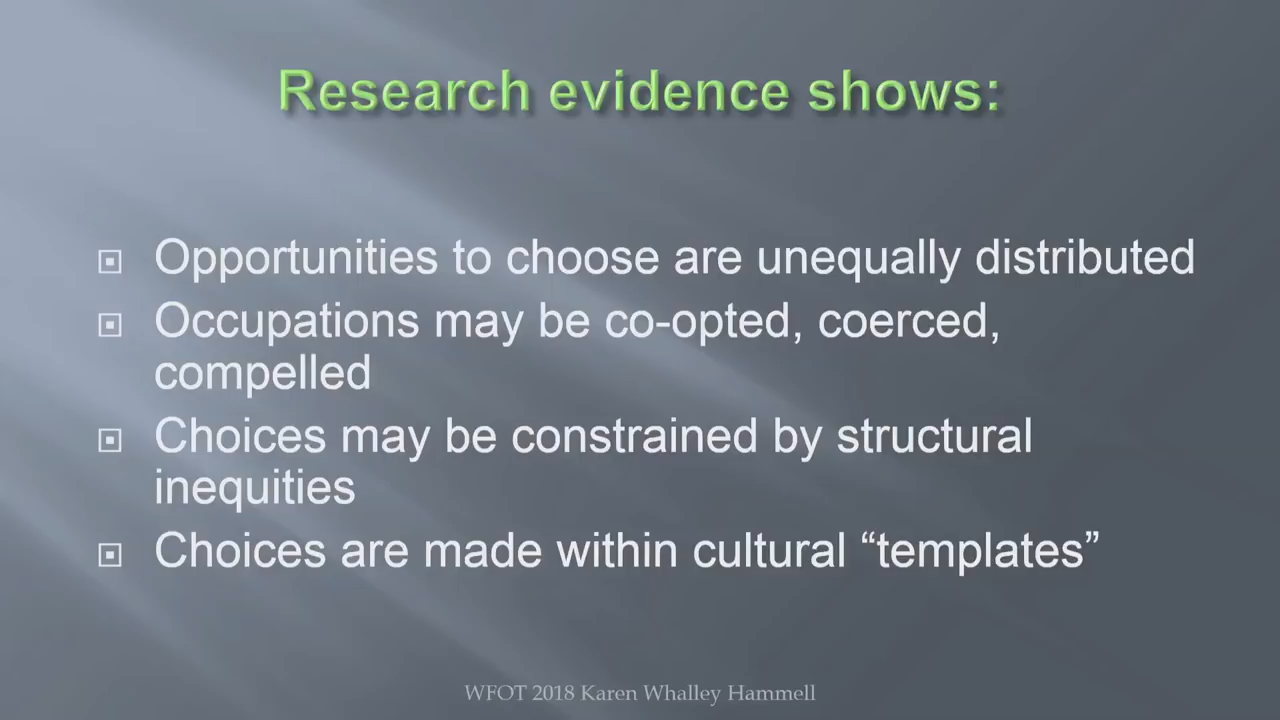 Research evidence shows:
Opportunities to choose are unequally distributed
Occupations may be co-opted, coerced,
compelled
Choices may be constrained by structural
inequities
Choices are made within cultural “templates”
WFOT 2018 Karen Whalley Hammell